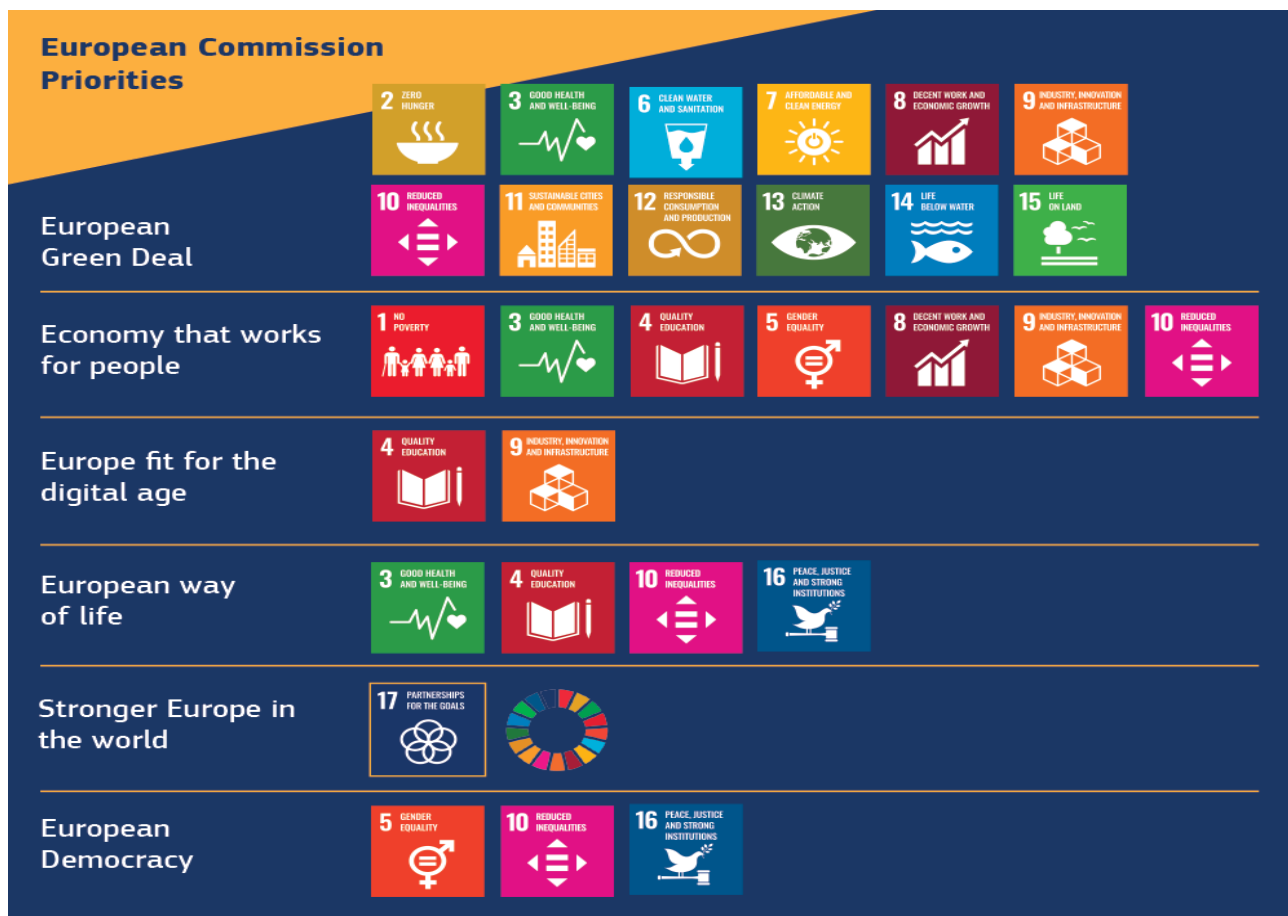 European Commission
Priorities
2 ZERO
HUNGER
3 GOOD HEALTH
AND WELL-BEING
6 CLEAN WATER
AND SANITATION
7 AFFORDABLE AND
CLEAN ENERGY
8 DECENT WORK AND
ECONOMIC GROWTH
9 INDUSTRY, INNOVATION
AND INFRASTRUCTURE
European
Green Deal
10 REDUCED
INEQUALITIES
11 SUSTAINABLE CITIES
AND COMMUNITIES
12 RESPONSIBLE
CONSUMPTION
AND PRODUCTION
13 CLIMATE
ACTION
14 LIFE
BELOW WATER
15 LIFE
ON LAND
Economy that works
for people
1 NO
POVERTY
3 GOOD HEALTH
AND WELL-BEING
4 QUALITY
EDUCATION
5 GENDER
EQUALITY
8 DECENT WORK AND
ECONOMIC GROWTH
9 INDUSTRY, INNOVATION
AND INFRASTRUCTURE
10 REDUCED
INEQUALITIES
Europe fit for the
digital age
4 QUALITY
EDUCATION
9 INDUSTRY, INNOVATION
AND INFRASTRUCTURE
European way
of life
3 GOOD HEALTH
AND WELL-BEING
4 QUALITY
EDUCATION
10 REDUCED
INEQUALITIES
16 PEACE, JUSTICE
AND STRONG
INSTITUTIONS
Stronger Europe in
the world
17 PARTNERSHIPS
FOR THE GOALS
European
Democracy
5 GENDER
EQUALITY
10 REDUCED
INEQUALITIES
16 PEACE, JUSTICE
AND STRONG
INSTITUTIONS